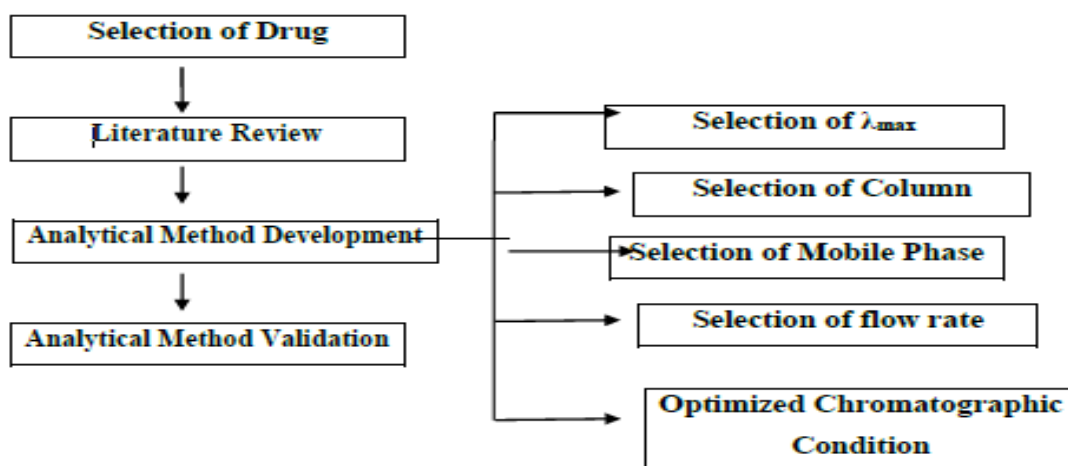 Selection of Drug
Literature Review
Analytical Method Development
Analytical Method Validation
Selection of λmax
Selection of Column
Selection of Mobile Phase
Selection of flow rate
Optimized Chromatographic
Condition